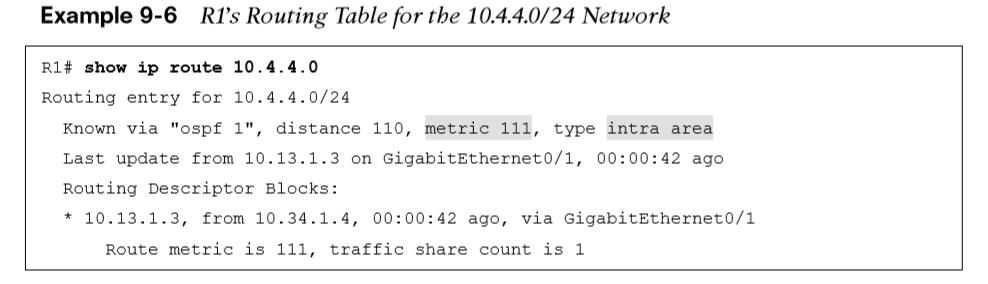 Example 9-6 R1's Routing Table for the 10.4.4.0/24 Network
R1# show ip route 10.4.4.0
Routing entry for 10.4.4.0/24
Known via "ospf 1", distance 110, metric 111, type intra area
Last update from 10.13.1.3 on GigabitEthernet0/1, 00:00:42 ago
Routing Descriptor Blocks:
* 10.13.1.3, from 10.34.1.4, 00:00:42 ago, via GigabitEthernet0/1
Route metric is 111, traffic share count is 1